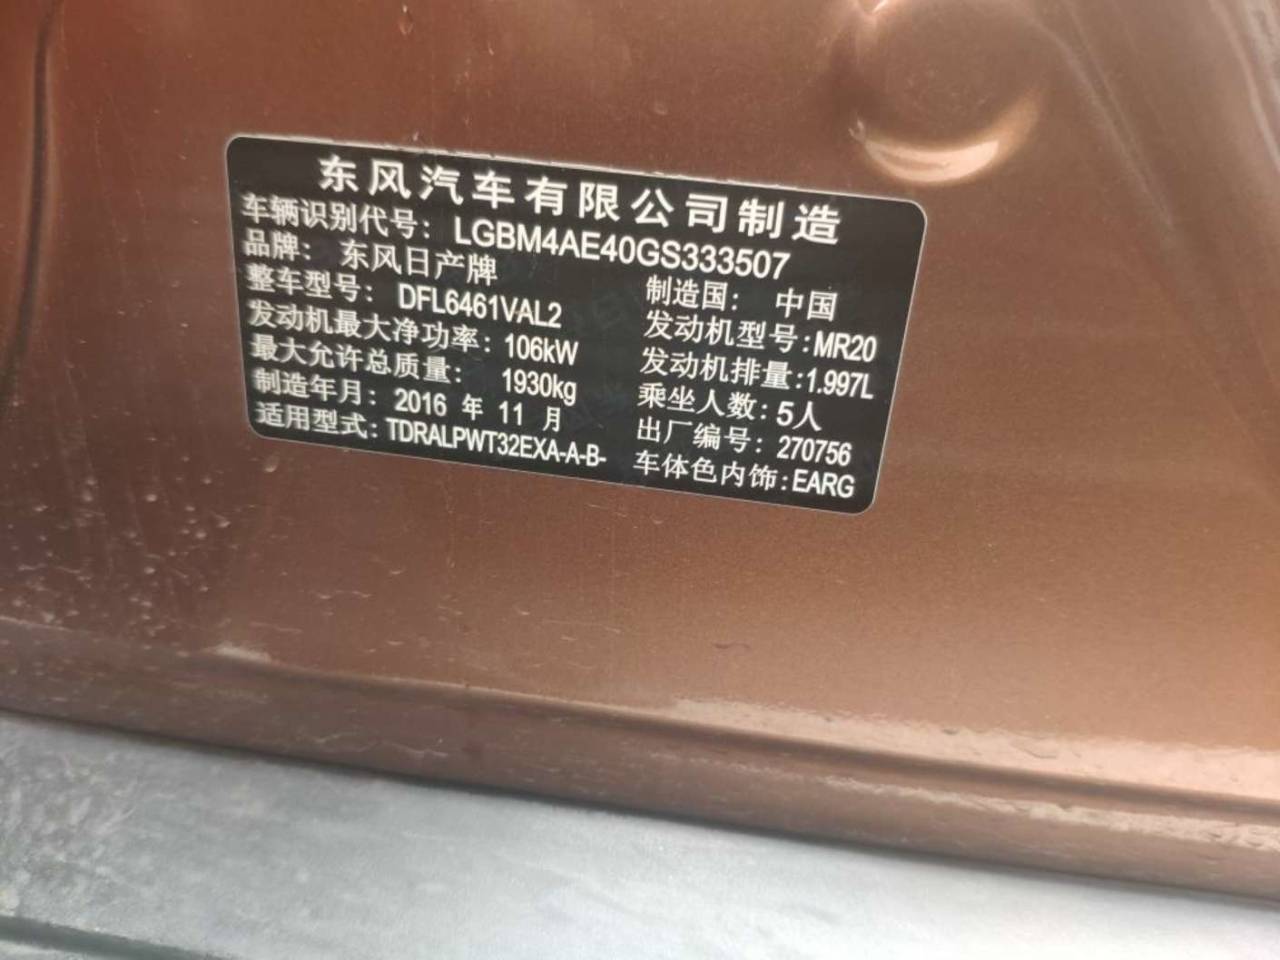 东风汽车有限公司制造
车辆识别代号: LGBM4AE40GS333507
品牌: 东风日产牌 制造国: 中国
整车型号: DFL6461VAL2 发动机型号:MR20
发动机最大净功率: 106kW 发动机排量:1.997L
最大允许总质量: 1930kg 乘坐人数: 5人
制造年月: 2016 年 11 月 出厂编号: 270756
适用型式: TDRALPWT32EXA-A-B- 车体色内饰:EARG